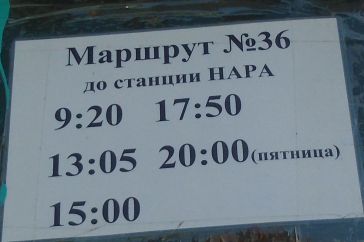 Маршрут №36
до станции НАРА
9:20 17:50
13:05 20:00(пятница)
15:00